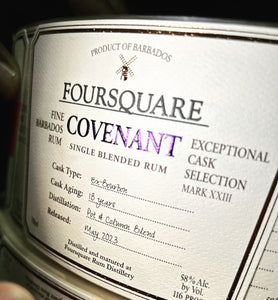 PRODUCT OF BARBADOS
FOURSQUARE
FINE
BARBADOS
RUM
COVENANT
SINGLE BLENDED RUM
EXCEPTIONAL
CASK
SELECTION
MARK XXIII
Cask Type: Ex-Bourbon
Cask Aging: 18 years
Distillation: Pot & Column Blend
Released: May 2023
Distilled and matured at
Foursquare Rum Distillery
58% Alc.
by Vol.
116